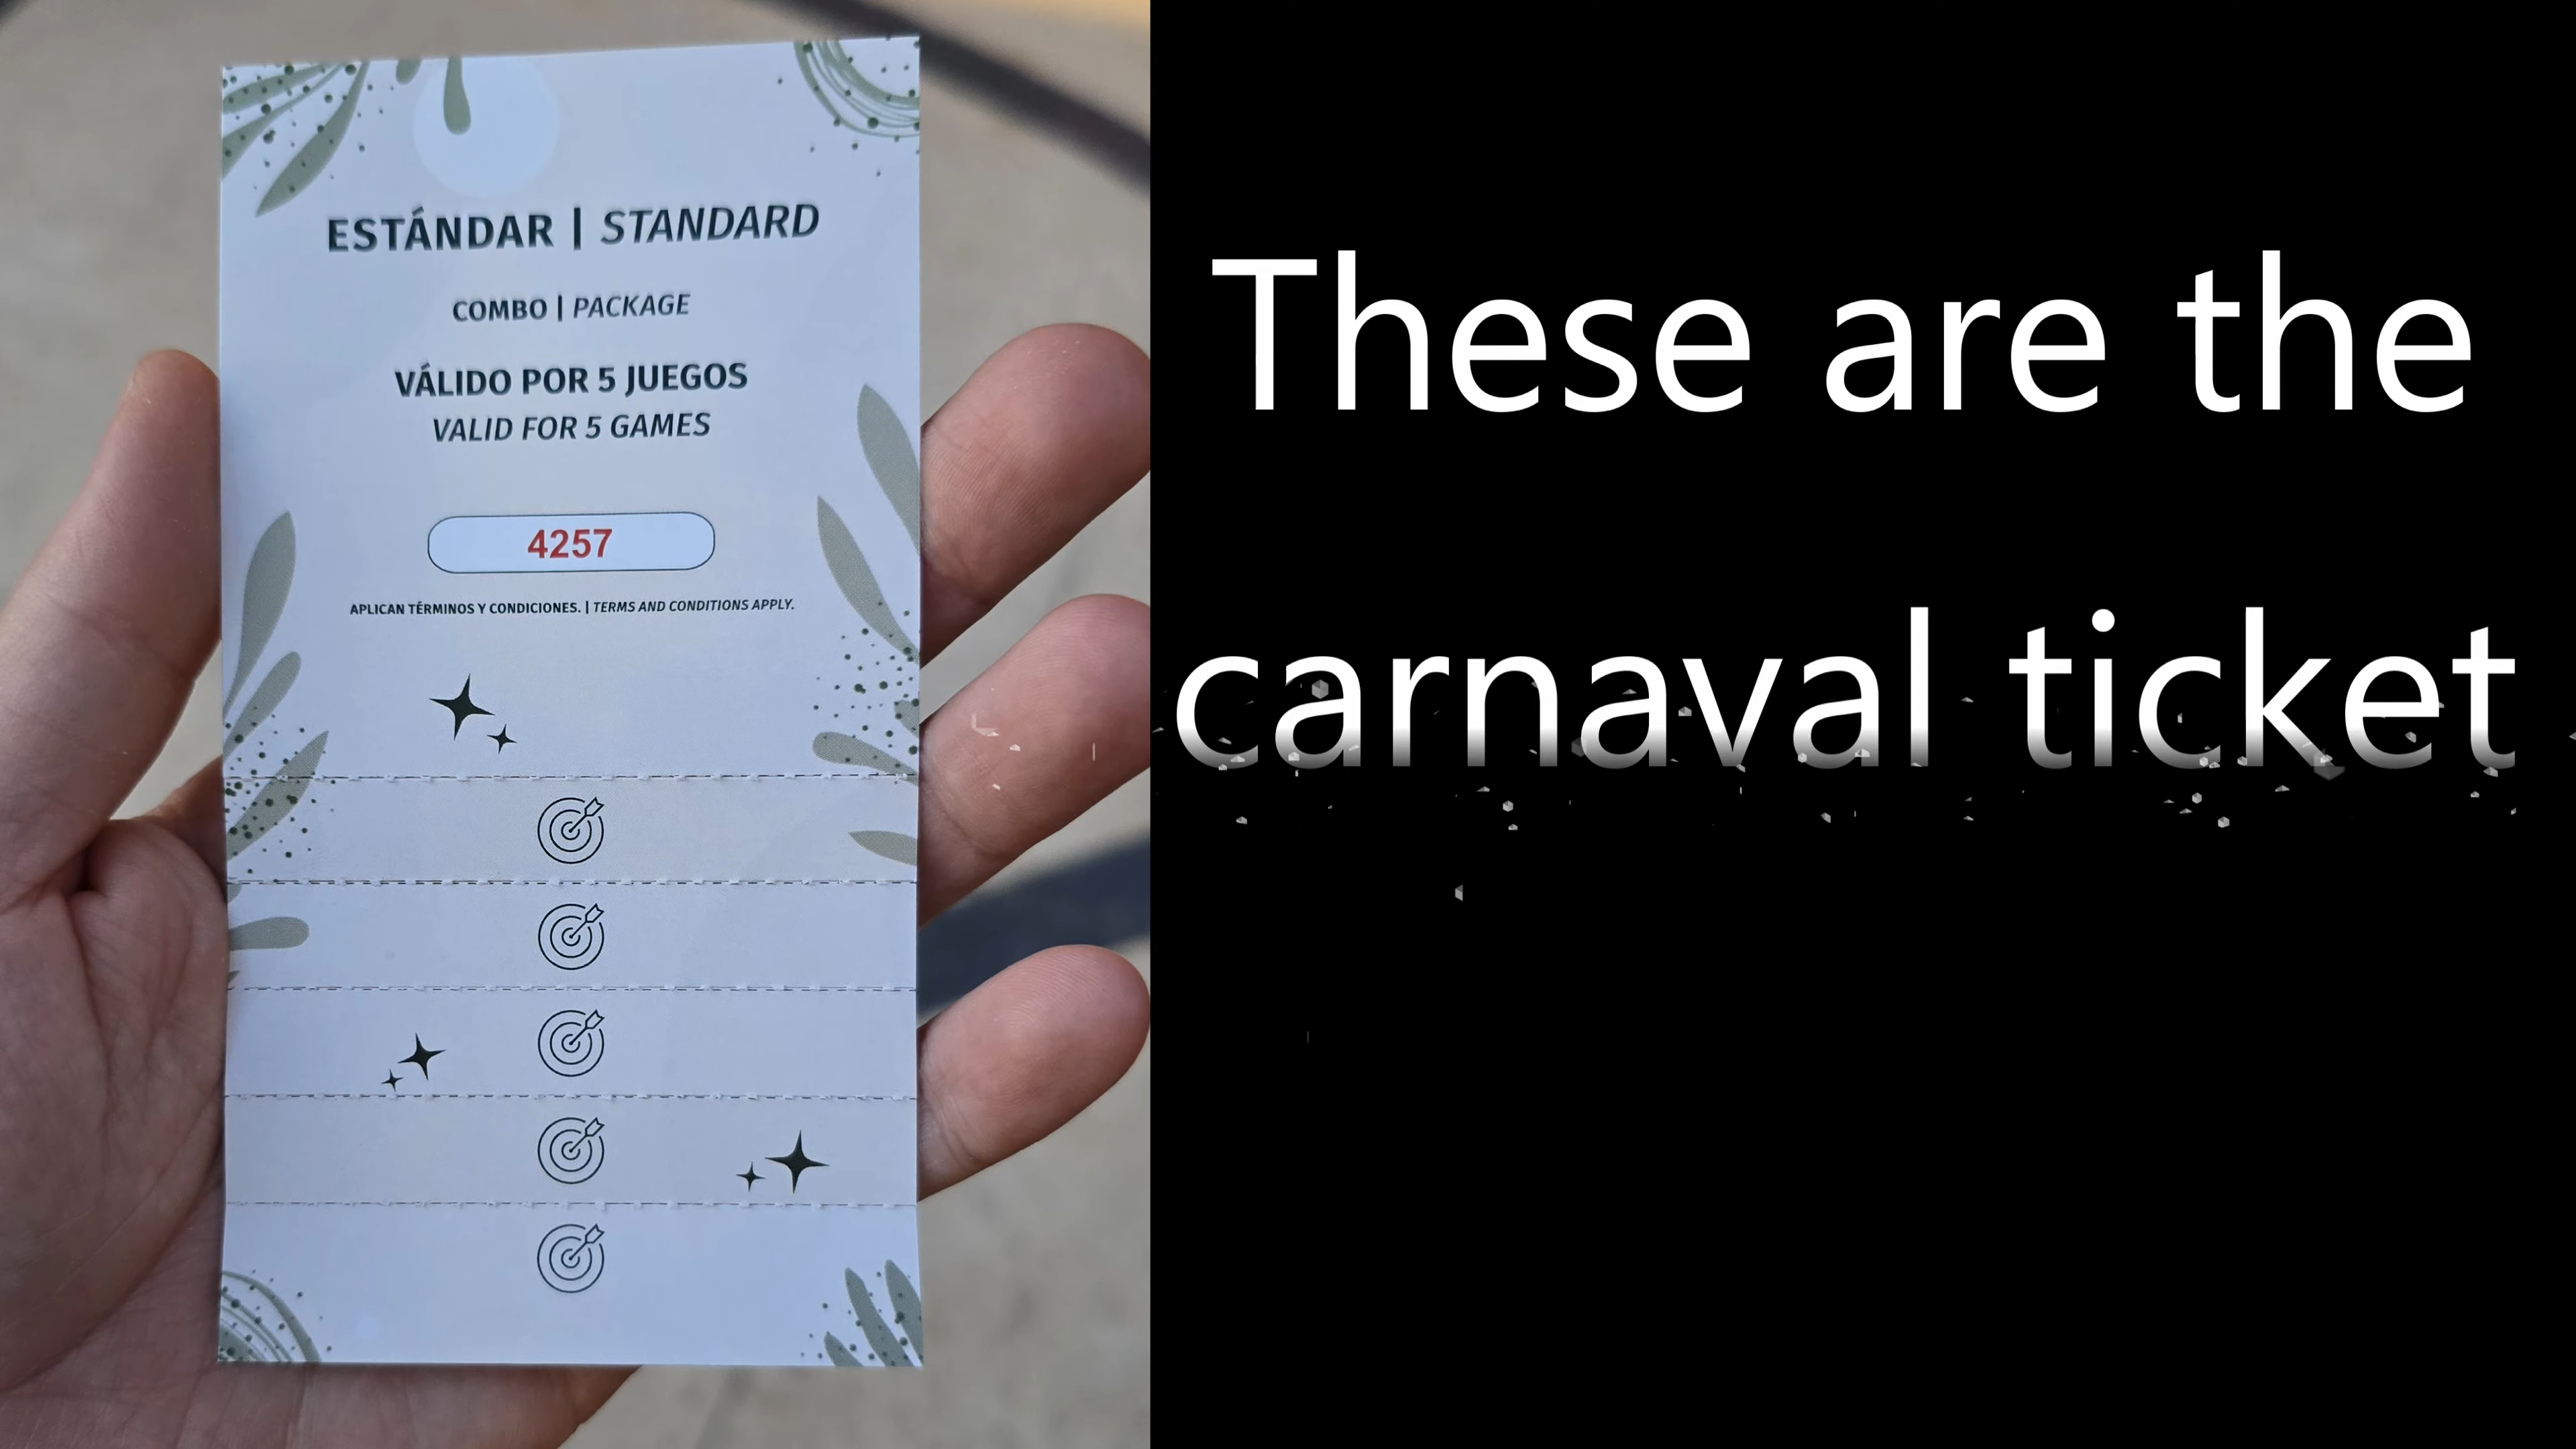 ESTÁNDAR | STANDARD
COMBO | PACKAGE
VÁLIDO POR 5 JUEGOS
VALID FOR 5 GAMES
4257
APLICAN TÉRMINOS Y CONDICIONES. | TERMS AND CONDITIONS APPLY.
These are the
carnaval ticket